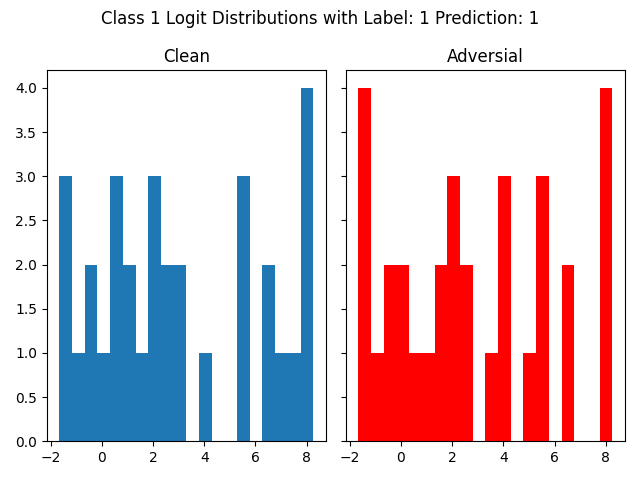 Class 1 Logit Distributions with Label: 1 Prediction: 1
Clean
Adversial
4.0
3.5
3.0
2.5
2.0
1.5
1.0
0.5
0.0
−2 0 2 4 6 8
−2 0 2 4 6 8